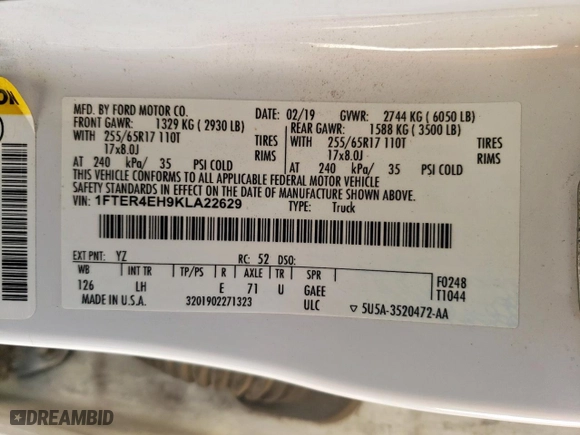 MFD. BY FORD MOTOR CO.
DATE: 02/19 GVWR: 2744 KG (6050 LB)
FRONT GAWR: 1329 KG (2930 LB)
REAR GAWR: 1588 KG (3500 LB)
WITH 255/65R17 110T TIRES
WITH 255/65R17 110T TIRES
17x8.0J RIMS
17x8.0J RIMS
AT 240 kPa/ 35 PSI COLD
AT 240 kPa/ 35 PSI COLD
THIS VEHICLE CONFORMS TO ALL APPLICABLE FEDERAL MOTOR VEHICLE
SAFETY STANDARDS IN EFFECT ON THE DATE OF MANUFACTURE SHOWN ABOVE.
VIN: 1FTER4EH9KLA22629 TYPE: Truck
EXT PNT: YZ RC: 52 DSO:
WB INT TR TP/PS R AXLE TR SPR
126 LH E 71 U GAEE
F0248
T1044
MADE IN U.S.A. 3201902271323 ULC ▽ 5U5A-3520472-AA
DREAMBID